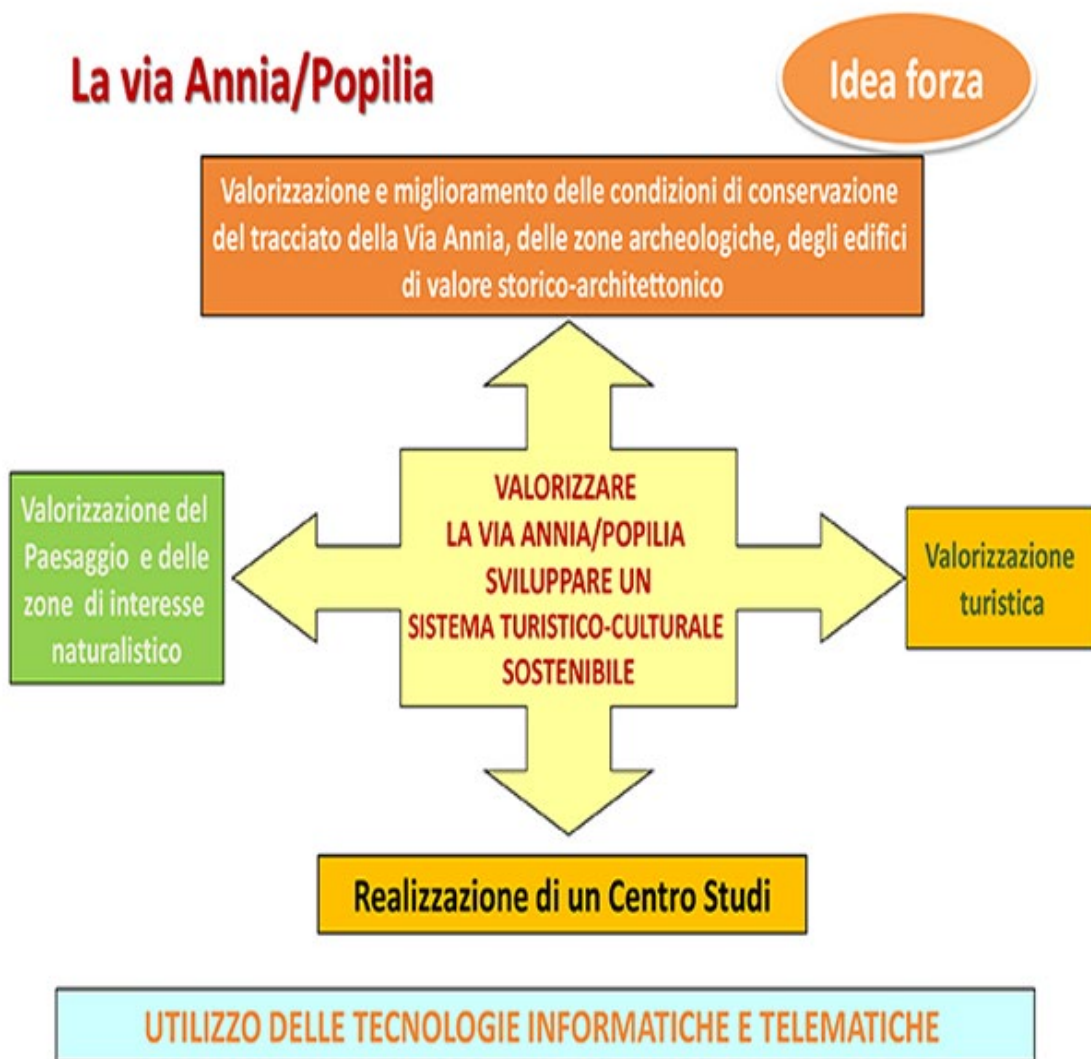 La via Annia/Popilia
Idea forza
Valorizzazione e miglioramento delle condizioni di conservazione
del tracciato della Via Annia, delle zone archeologiche, degli edifici
di valore storico-architettonico
Valorizzazione del
Paesaggio e delle
zone di interesse
naturalistico
VALORIZZARE
LA VIA ANNIA/POPILIA
SVILUPPARE UN
SISTEMA TURISTICO-CULTURALE
SOSTENIBILE
Valorizzazione
turistica
Realizzazione di un Centro Studi
UTILIZZO DELLE TECNOLOGIE INFORMATICHE E TELEMATICHE